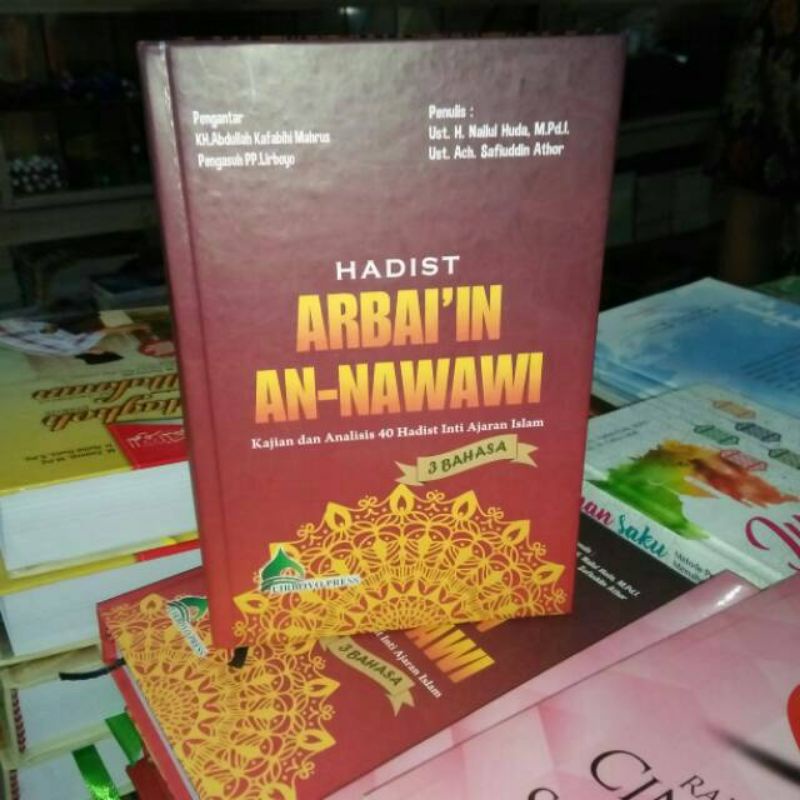 Pengantar
KH.Abdullah Kafabihi Mahrus
Pengasuh PP.Lirboyo
Penulis :
Ust. H. Nailul Huda, M.Pd.I.
Ust. Ach. Safiuddin Athor
HADIST
ARBAI'IN
AN-NAWAWI
Kajian dan Analisis 40 Hadist Inti Ajaran Islam
3 BAHASA
LIRBOYO PRESS
WAWI
Inti Ajaran Islam
3 BAHASA
saku